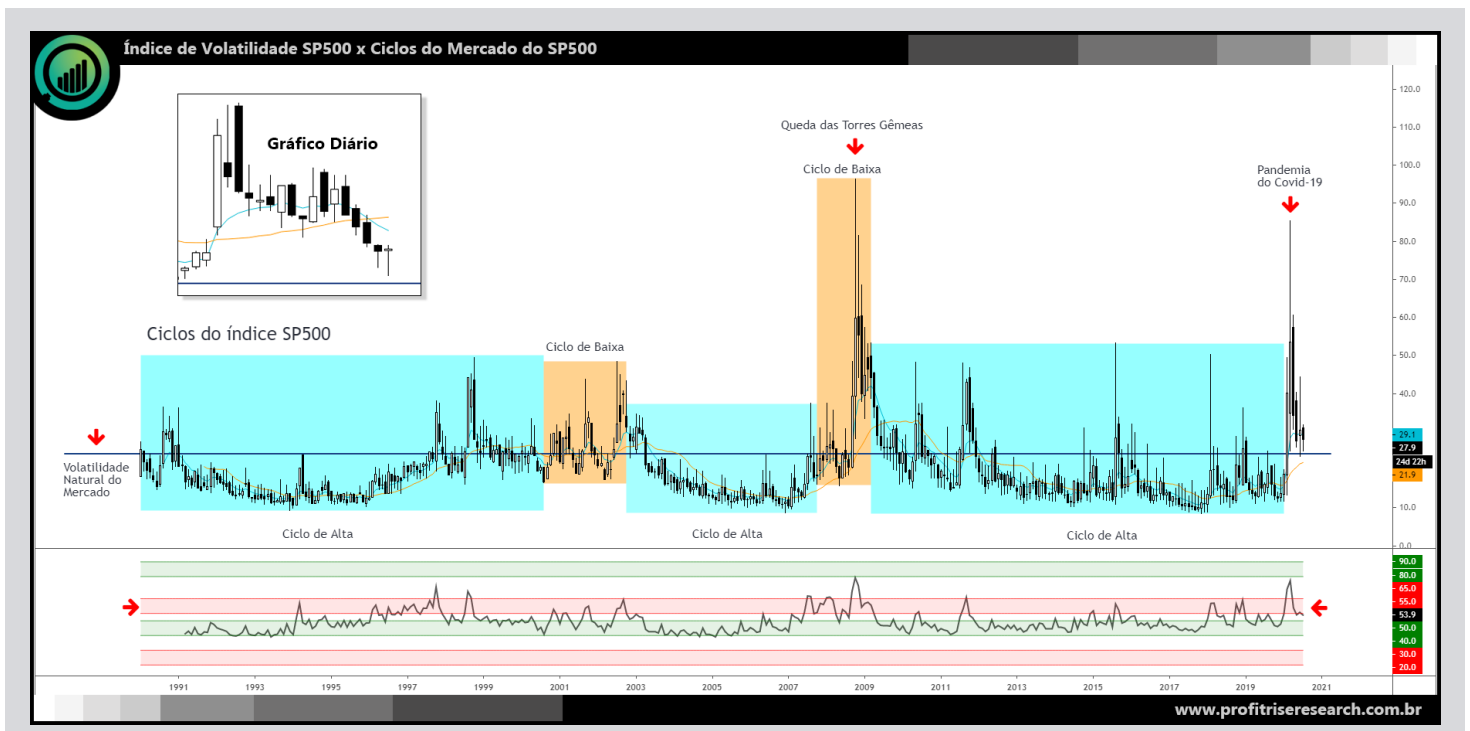 Índice de Volatilidade SP500 x Ciclos do Mercado do SP500
Gráfico Diário
Queda das Torres Gêmeas
Ciclo de Baixa
Pandemia
do Covid-19
Ciclos do índice SP500
Ciclo de Baixa
Volatilidade
Natural do
Mercado
Ciclo de Alta
Ciclo de Alta
Ciclo de Alta
120.0
110.0
100.0
90.0
80.0
70.0
60.0
50.0
40.0
29.1
27.9
24d 22h
21.9
10.0
0.0
90.0
80.0
65.0
55.0
53.9
50.0
40.0
30.0
20.0
1991 1993 1995 1997 1999 2001 2003 2005 2007 2009 2011 2013 2015 2017 2019 2021
www.profitriseresearch.com.br